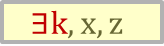 ∃k, x, z